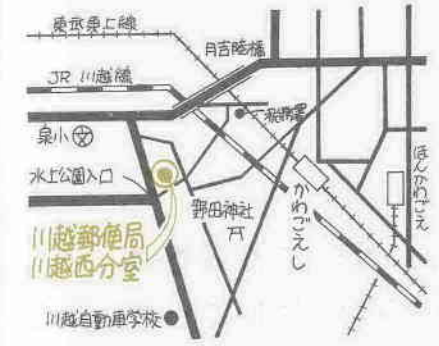 東武東上線
月吉陸橋
JR 川越線
税務署
泉小
文
水上公園入口
野田神社
かわごえし
ほんかわごえ
川越郵便局
川越西分室
川越自動車学校